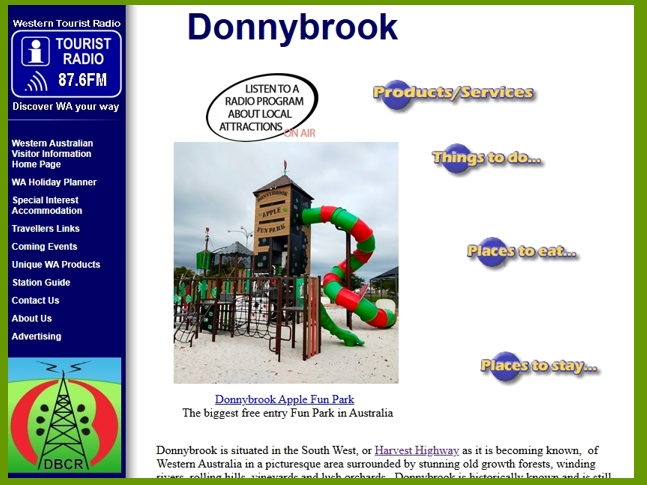 Western Tourist Radio
TOURIST
RADIO
87.6FM
Discover WA your way
Western Australian
Visitor Information
Home Page
WA Holiday Planner
Special Interest
Accommodation
Travellers Links
Coming Events
Unique WA Products
Station Guide
Contact Us
About Us
Advertising
DBCR
Donnybrook
LISTEN TO A
RADIO PROGRAM
ABOUT LOCAL
ATTRACTIONS
ON AIR
Products/Services
Things to do...
Places to eat...
Places to stay...
DONNYBROOK
APPLE
FUN PARK
Donnybrook Apple Fun Park
The biggest free entry Fun Park in Australia
Donnybrook is situated in the South West, or Harvest Highway as it is becoming known, of
Western Australia in a picturesque area surrounded by stunning old growth forests, winding
rivers, rolling hills, vineyards and lush orchards. Donnybrook is historically known and is still